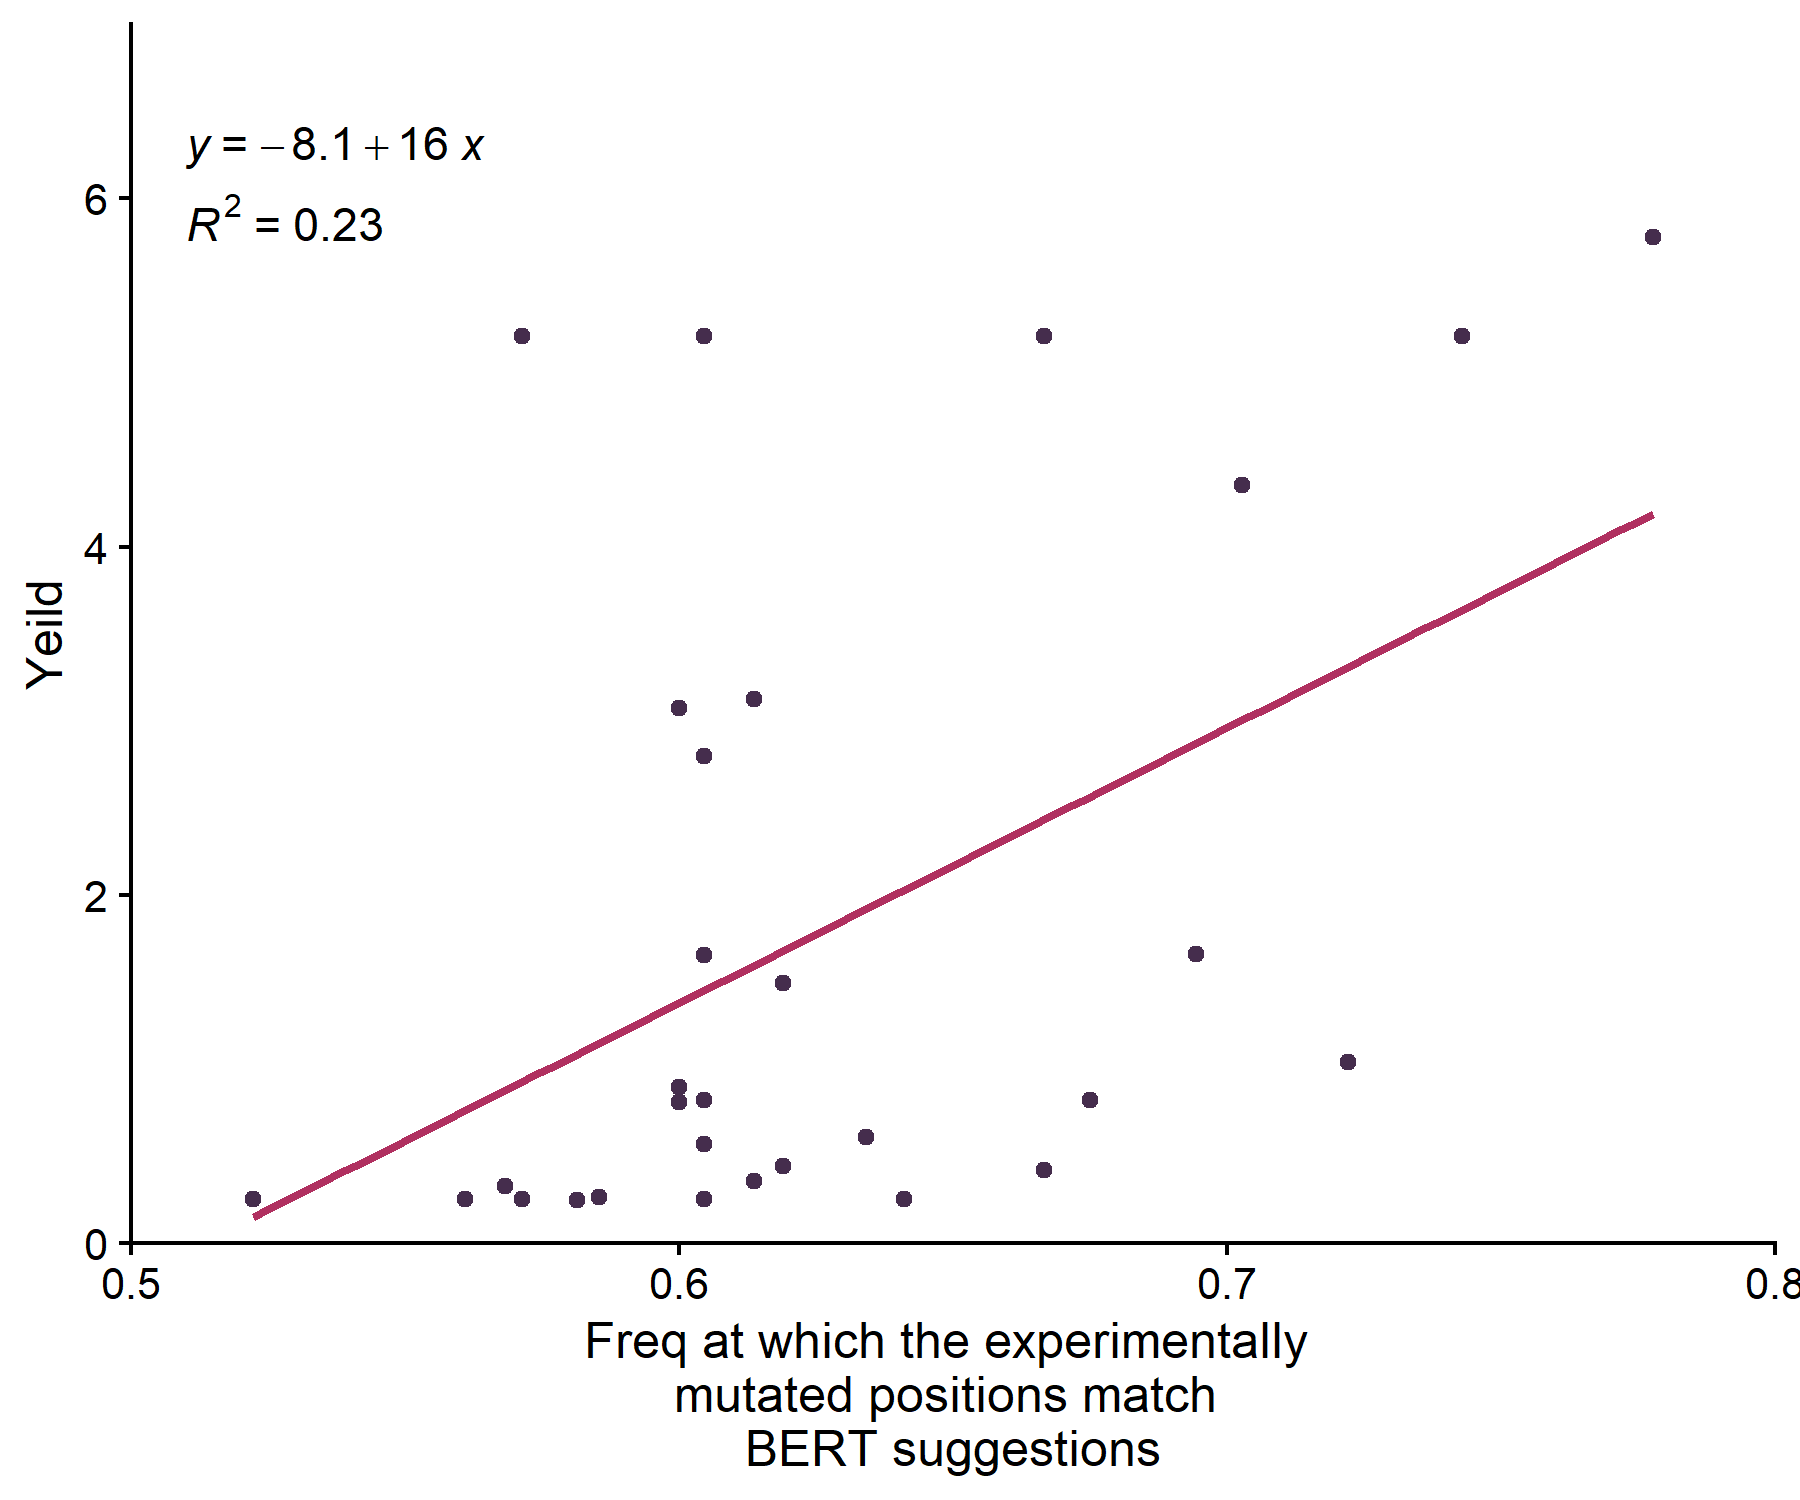 y = −8.1 + 16 x
R² = 0.23
6
4
2
0
Yeild
0.5 0.6 0.7 0.8
Freq at which the experimentally
mutated positions match
BERT suggestions